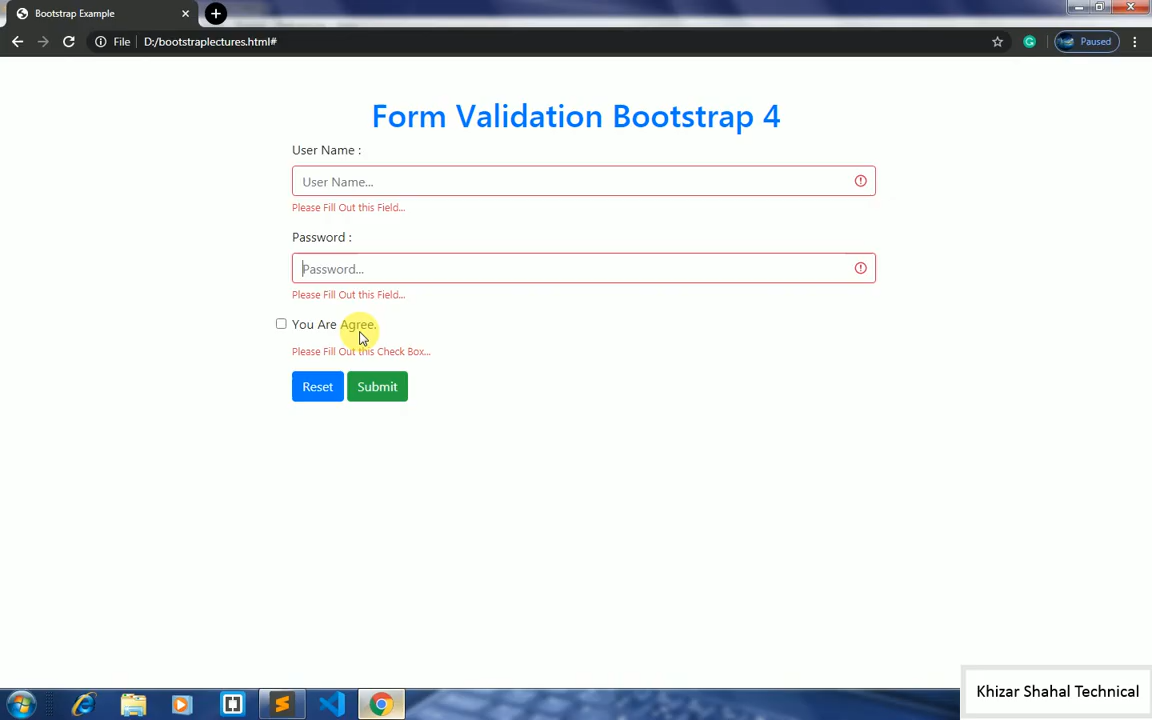 Bootstrap Example
File
D:/bootstraplectures.html#
Paused
Form Validation Bootstrap 4
User Name :
User Name...
Please Fill Out this Field...
Password :
Password...
Please Fill Out this Field...
You Are Agree.
Please Fill Out this Check Box...
Reset Submit
Khizar Shahal Technical